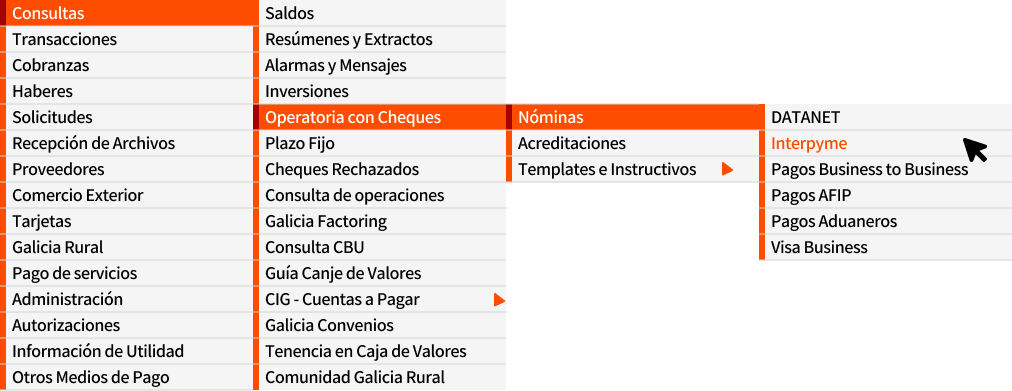 Consultas
Transacciones
Cobranzas
Haberes
Solicitudes
Recepción de Archivos
Proveedores
Comercio Exterior
Tarjetas
Galicia Rural
Pago de servicios
Administración
Autorizaciones
Información de Utilidad
Otros Medios de Pago
Saldos
Resúmenes y Extractos
Alarmas y Mensajes
Inversiones
Operatoria con Cheques
Plazo Fijo
Cheques Rechazados
Consulta de operaciones
Galicia Factoring
Consulta CBU
Guía Canje de Valores
CIG - Cuentas a Pagar
Galicia Convenios
Tenencia en Caja de Valores
Comunidad Galicia Rural
Nóminas
Acreditaciones
Templates e Instructivos
DATANET
Interpyme
Pagos Business to Business
Pagos AFIP
Pagos Aduaneros
Visa Business